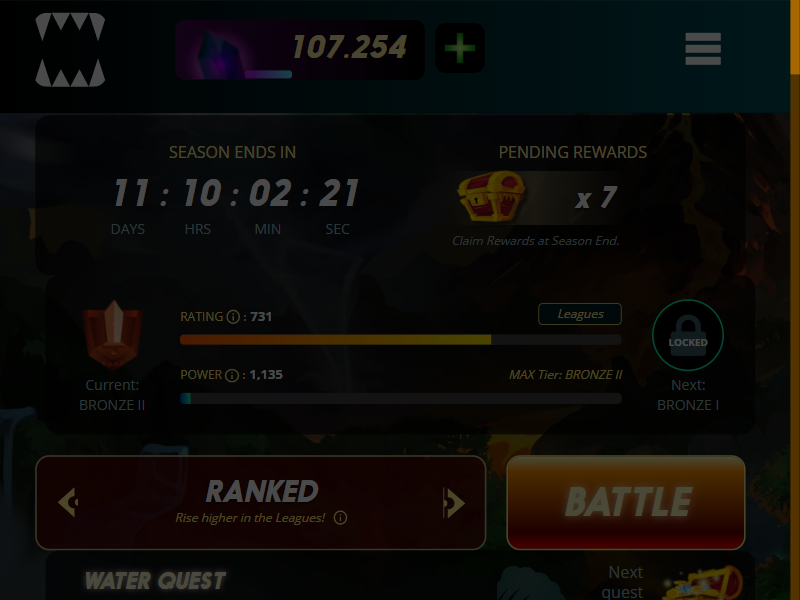 107.254
SEASON ENDS IN
11 : 10 : 02 : 21
DAYS HRS MIN SEC
PENDING REWARDS
x 7
Claim Rewards at Season End.
RATING i : 731
Leagues
LOCKED
POWER i : 1,135
MAX Tier: BRONZE II
Current:
BRONZE II
Next:
BRONZE I
RANKED
Rise higher in the Leagues! i
BATTLE
WATER QUEST
Next
quest